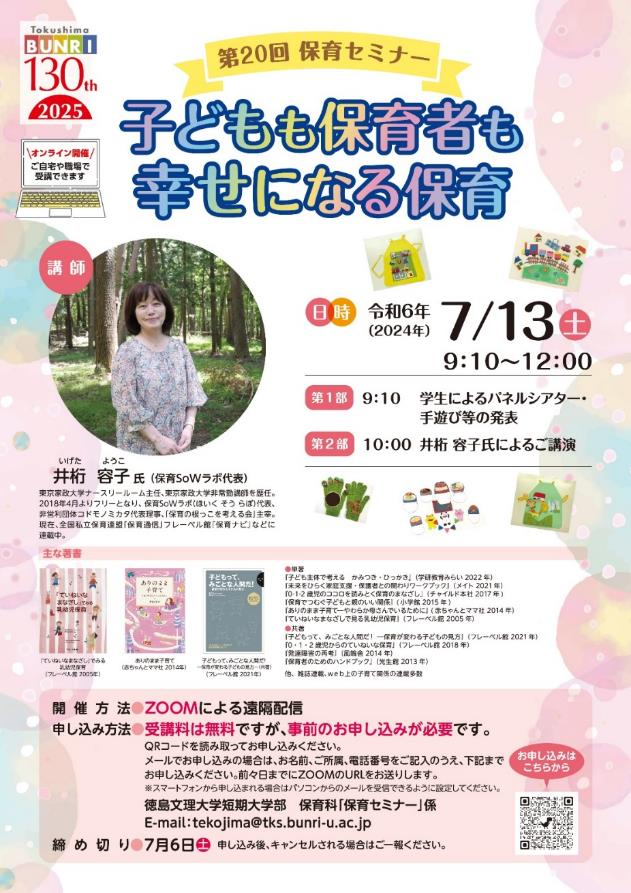 Tokushima
BUNRI
130th
2025
第20回 保育セミナー
子どもも保育者も
幸せになる保育
オンライン開催
ご自宅や職場で
受講できます
講師
日時 令和6年
(2024年)
7/13土
9:10～12:00
第1部 9:10 学生によるパネルシアター・
手遊び等の発表
第2部 10:00 井桁 容子氏によるご講演
いげた ようこ
井桁 容子 氏（保育SoWラボ代表）
東京家政大学ナースリールーム主任、東京家政大学非常勤講師を歴任。
2018年4月よりフリーとなり、保育SoWラボ(ほいく そう らぼ)代表、
非営利団体コドモノミカタ代表理事、「保育の根っこを考える会」主宰。
現在、全国私立保育連盟「保育通信」フレーベル館「保育ナビ」などに
連載中。
主な著書
「ていねいなまなざし」でみる
乳幼児保育
（フレーベル館 2005年）
ありのまま子育て
（赤ちゃんとママ社 2014年）
子どもって、みごとな人間だ!
（フレーベル館 2021年）
●単著
『子ども主体で考える かみつき・ひっかき』（学研教育みらい 2022 年）
『未来をひらく家庭支援・保護者との関わりワークブック』（メイト 2021 年）
『0・1・2 歳児のココロを読みとく保育のまなざし』（チャイルド本社 2017 年）
『保育でつむぐ子どもと親のいい関係』（小学館 2015 年）
『ありのまま子育て―やわらか母さんでいるために』（赤ちゃんとママ社 2014 年）
『ていねいなまなざしで見る乳幼児保育』（フレーベル館 2005 年）
●共著
『子どもって、みごとな人間だ! ―保育が変わる子どもの見方』（フレーベル館 2021 年）
『0・1・2 歳児からのていねいな保育』（フレーベル館 2018 年）
『発達障害の再考』（風鳴舎 2014 年）
『保育者のためのハンドブック』（光生館 2013 年）
他、雑誌連載、web上の子育て関係の連載多数
開催方法●ZOOMによる遠隔配信
申し込み方法●受講料は無料ですが、事前のお申し込みが必要です。
QRコードを読み取ってお申し込みください。
メールでお申し込みの場合は、お名前、ご所属、電話番号をご記入のうえ、下記まで
お申し込みください。前々日までにZOOMのURLをお送りします。
※スマートフォンから申し込まれる場合はパソコンからのメールを受信できるように設定してください。
徳島文理大学短期大学部 保育科「保育セミナー」係
E-mail：tekojima@tks.bunri-u.ac.jp
お申し込みは
こちらから
締め切り●7月6日土 申し込み後、キャンセルされる場合はご一報ください。